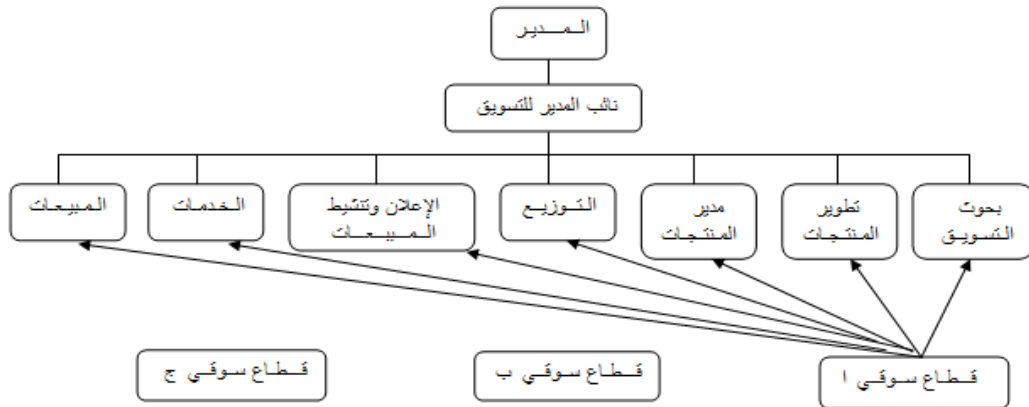 المدير
نائب المدير للتسويق
بحوث
التسويق
تطوير
المنتجات
مدير
المنتجات
التوزيع
الإعلان وتنشيط
المبيعات
الخدمات
المبيعات
قطاع سوقي ا
قطاع سوقي ب
قطاع سوقي ج